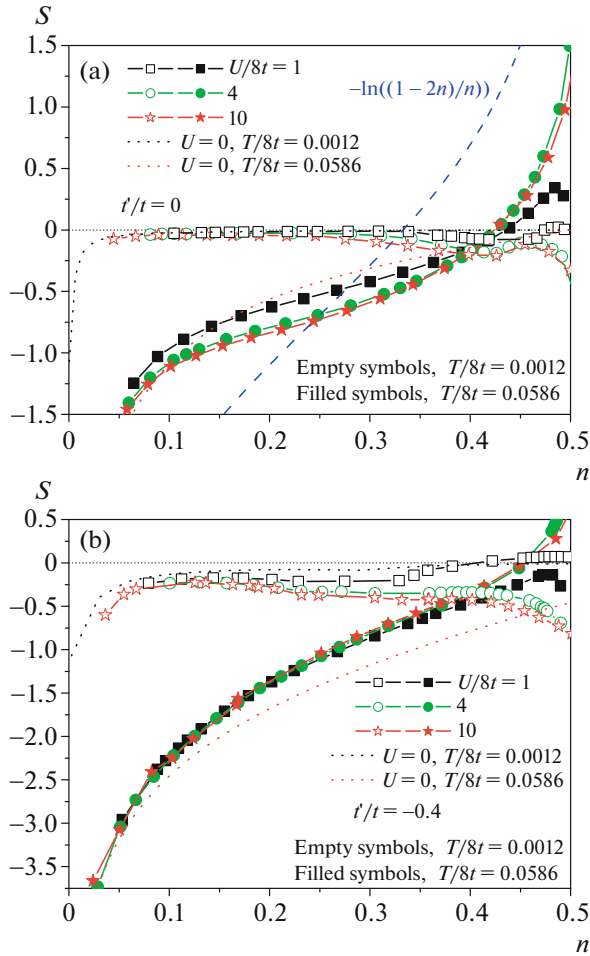 S
1.5
(a)
U/8t = 1
−ln((1 − 2n)/n))
4
1.0
10
U = 0, T/8t = 0.0012
U = 0, T/8t = 0.0586
0.5
t'/t = 0
0
−0.5
−1.0
Empty symbols, T/8t = 0.0012
Filled symbols, T/8t = 0.0586
−1.5
0 0.1 0.2 0.3 0.4 0.5
n
S
0.5
(b)
0
−0.5
−1.0
U/8t = 1
−1.5
4
10
−2.0
U = 0, T/8t = 0.0012
−2.5
U = 0, T/8t = 0.0586
t'/t = −0.4
−3.0
Empty symbols, T/8t = 0.0012
−3.5
Filled symbols, T/8t = 0.0586
0 0.1 0.2 0.3 0.4 0.5
n